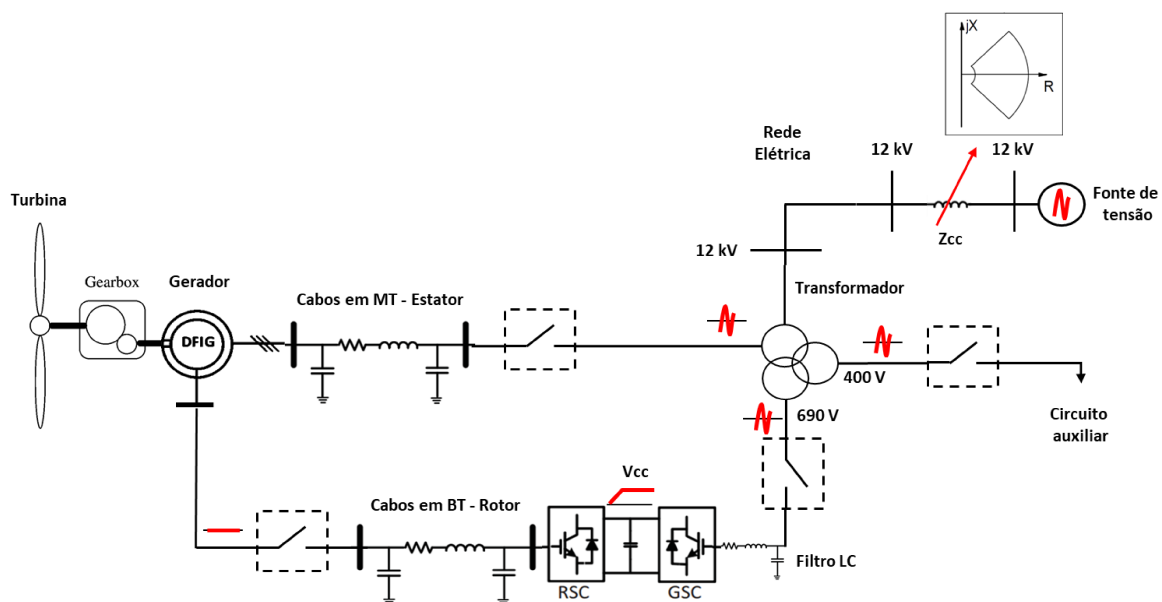 jX
R
Rede
Elétrica
12 kV
12 kV
Fonte de
tensão
Zcc
Turbina
12 kV
Gearbox
Gerador
Cabos em MT - Estator
Transformador
DFIG
400 V
690 V
Circuito
auxiliar
Vcc
Cabos em BT - Rotor
Filtro LC
RSC
GSC